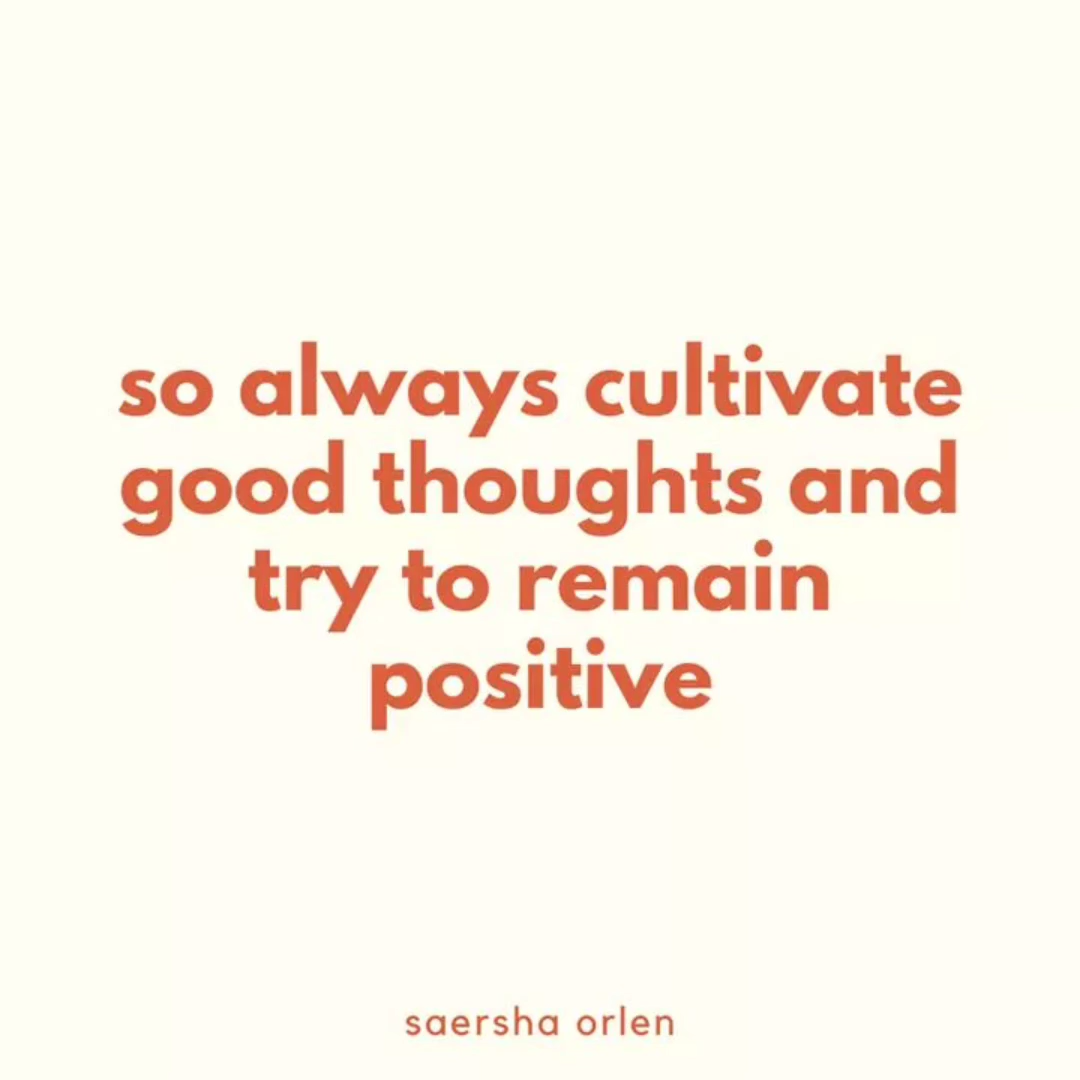 so always cultivate
good thoughts and
try to remain
positive
saersha orlen